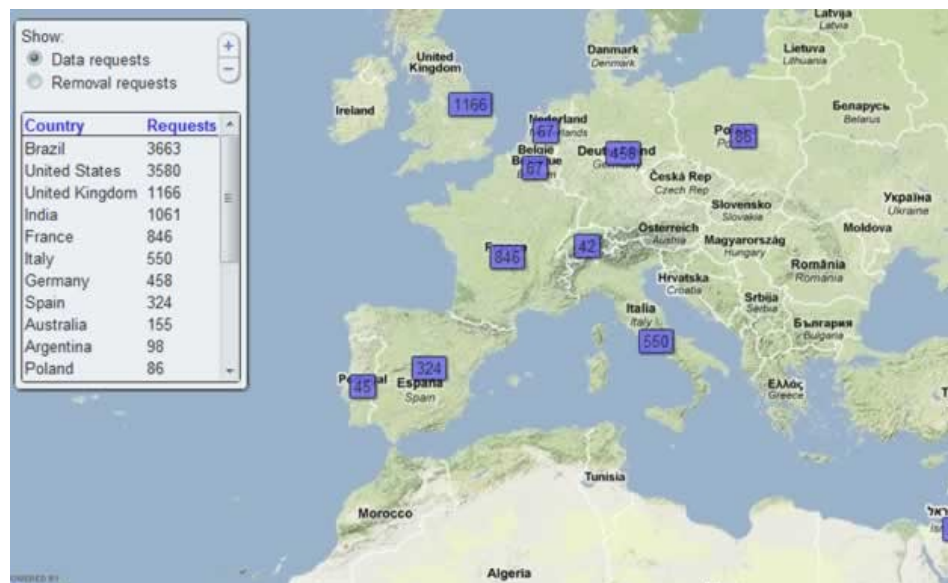 Show:
Data requests
Removal requests
+
−
Country Requests
Brazil 3663
United States 3580
United Kingdom 1166
India 1061
France 846
Italy 550
Germany 458
Spain 324
Australia 155
Argentina 98
Poland 86
Latvija
Latvia
Danmark
Denmark
Lietuva
Lithuania
United
Kingdom
1166
Ireland
Беларусь
Belarus
67
België
67
458
86
Česká Rep
Czech Rep
Україна
Ukraine
Slovensko
Slovakia
Moldova
Österreich
Austria
Magyarország
Hungary
42
846
România
Romania
Hrvatska
Croatia
Srbija
Serbia
Italia
Italy
550
България
Bulgaria
324
España
Spain
45
Ελλάς
Greece
Tunisia
Morocco
Algeria
POWERED BY